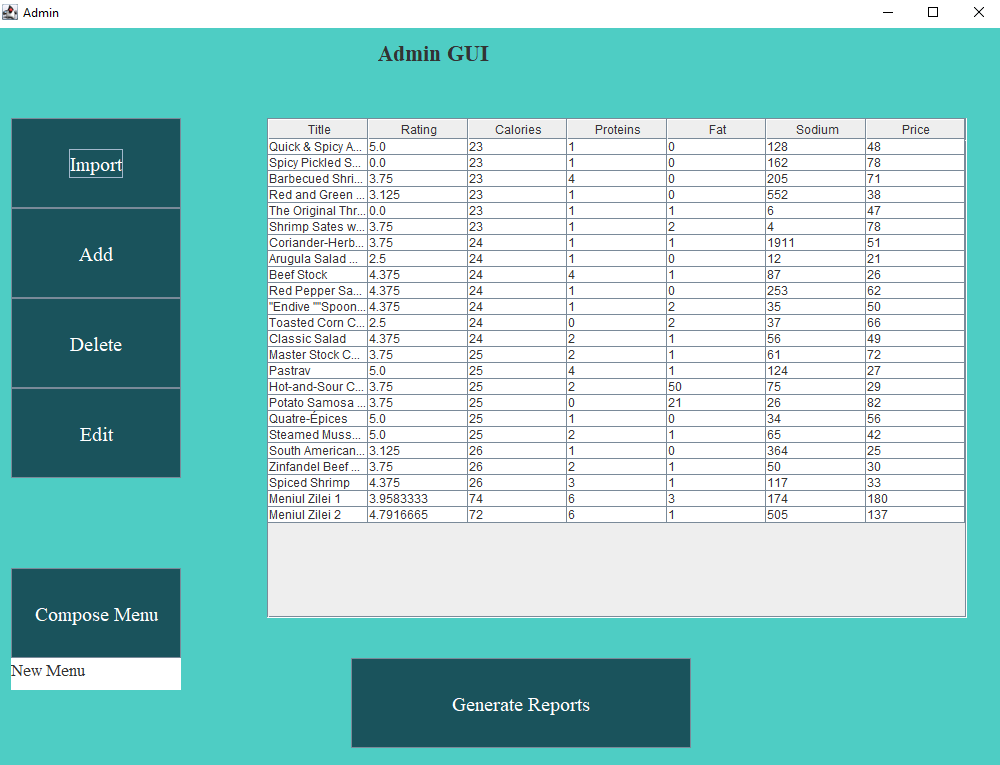 Admin
Admin GUI
Import
Add
Delete
Edit
Compose Menu
New Menu
Title Rating Calories Proteins Fat Sodium Price
Quick & Spicy A... 5.0 23 1 0 128 48
Spicy Pickled S... 0.0 23 1 0 162 78
Barbecued Shri... 3.75 23 4 0 205 71
Red and Green ... 3.125 23 1 0 552 38
The Original Thr... 0.0 23 1 1 6 47
Shrimp Sates w... 3.75 23 1 2 4 78
Coriander-Herb... 3.75 24 1 1 1911 51
Arugula Salad ... 2.5 24 1 0 12 21
Beef Stock 4.375 24 4 1 87 26
Red Pepper Sa... 4.375 24 1 0 253 62
"Endive ""Spoon... 4.375 24 1 2 35 50
Toasted Corn C... 2.5 24 0 2 37 66
Classic Salad 4.375 24 2 1 56 49
Master Stock C... 3.75 25 2 1 61 72
Pastrav 5.0 25 4 1 124 27
Hot-and-Sour C... 3.75 25 2 50 75 29
Potato Samosa ... 3.75 25 0 21 26 82
Quatre-Épices 5.0 25 1 0 34 56
Steamed Muss... 5.0 25 2 1 65 42
South American... 3.125 26 1 0 364 25
Zinfandel Beef ... 3.75 26 2 1 50 30
Spiced Shrimp 4.375 26 3 1 117 33
Meniul Zilei 1 3.9583333 74 6 3 174 180
Meniul Zilei 2 4.7916665 72 6 1 505 137
Generate Reports